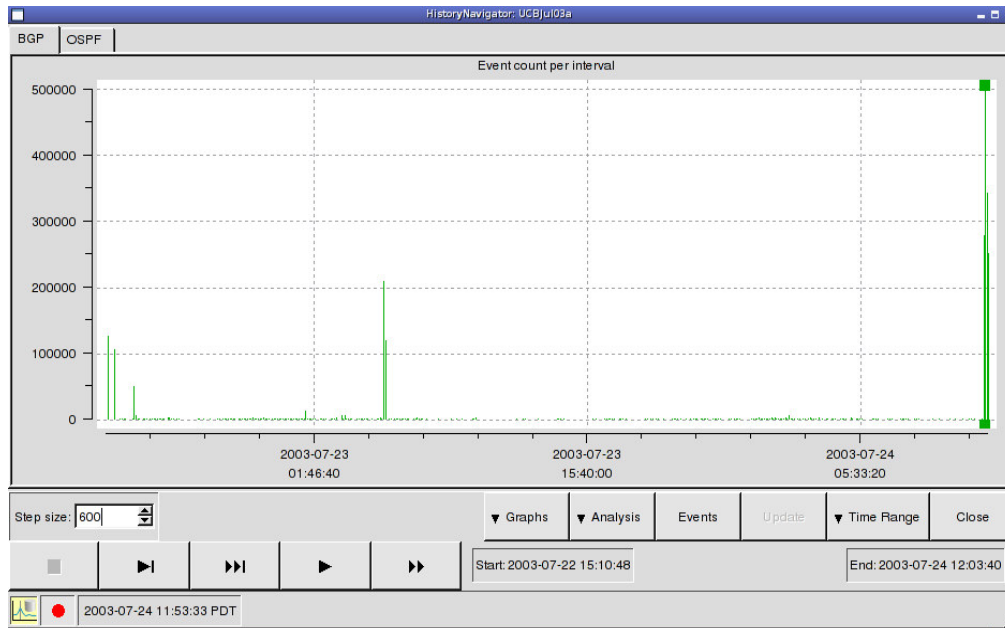 HistoryNavigator: UCBJul03a
BGP OSPF
Event count per interval
500000
400000
300000
200000
100000
0
2003-07-23 2003-07-23 2003-07-24
01:46:40 15:40:00 05:33:20
Step size: 600 Graphs Analysis Events Update Time Range Close
Start: 2003-07-22 15:10:48 End: 2003-07-24 12:03:40
2003-07-24 11:53:33 PDT